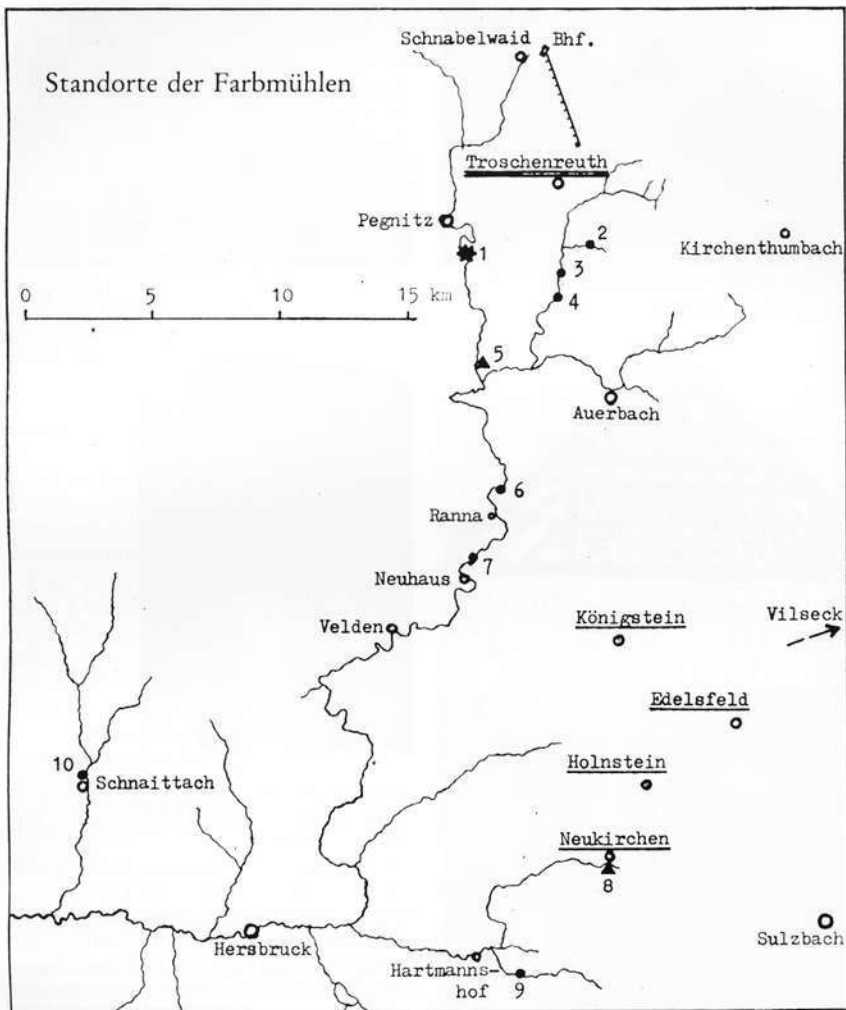 Schnabelwaid
Bhf.
Standorte der Farbmühlen
Troschenreuth
Pegnitz
2
Kirchenthumbach
1
3
0 5 10 15 km
4
5
Auerbach
6
Ranna
7
Neuhaus
Velden
Königstein
Vilseck
Edelsfeld
10
Schnaittach
Holnstein
Neukirchen
8
Hersbruck
Sulzbach
Hartmanns-
hof
9